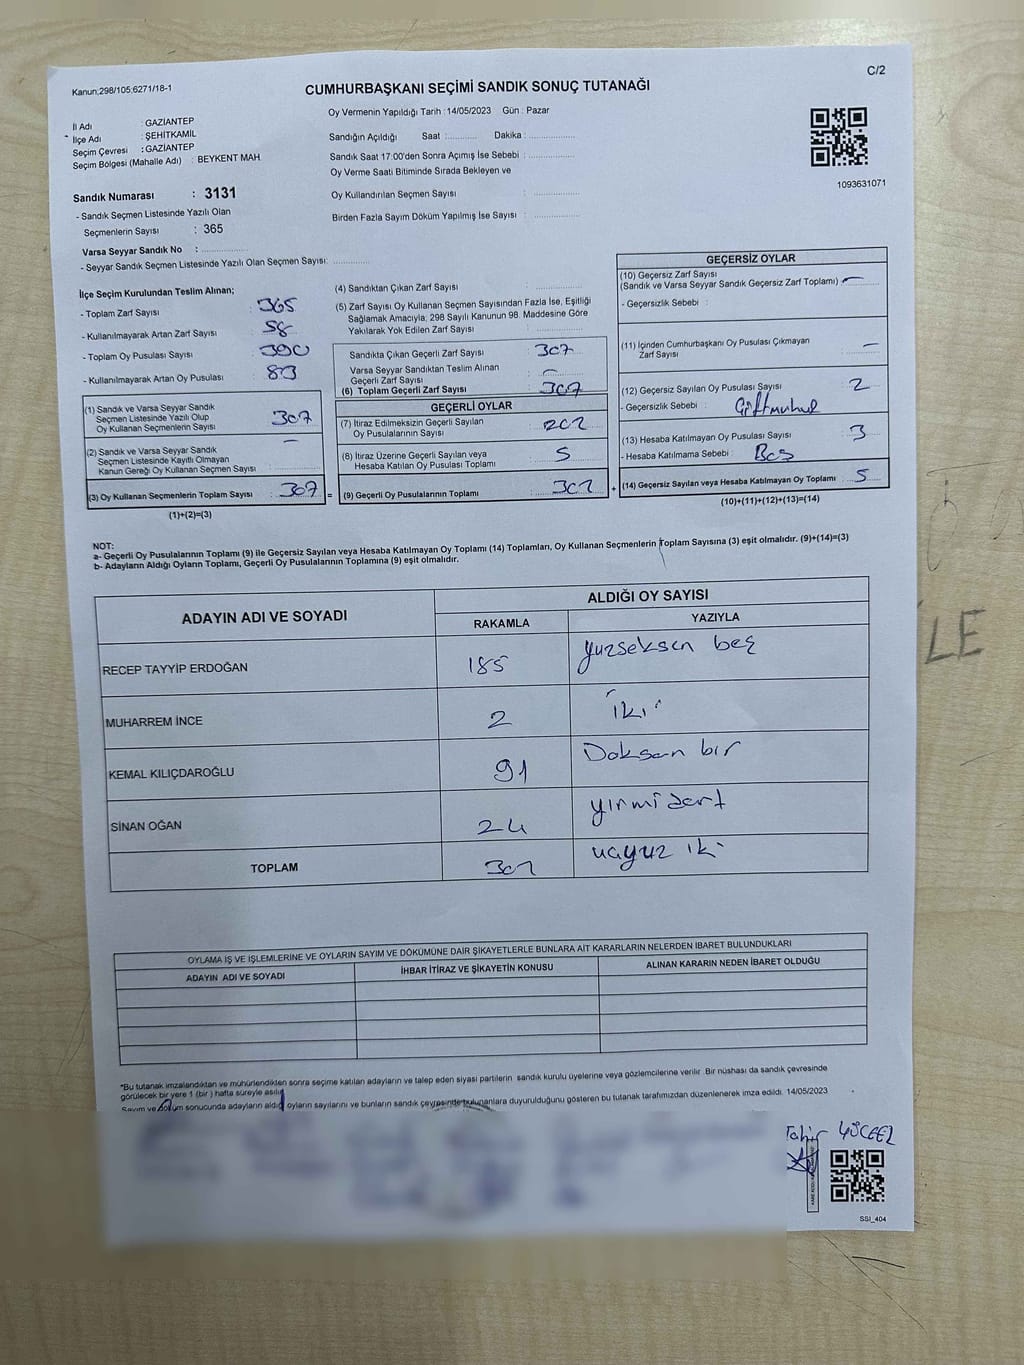 C/2
Kanun:298/105;6271/18-1
CUMHURBAŞKANI SEÇİMİ SANDIK SONUÇ TUTANAĞI
Oy Vermenin Yapıldığı Tarih : 14/05/2023 Gün : Pazar
İl Adı : GAZİANTEP
İlçe Adı : ŞEHİTKAMİL
Seçim Çevresi : GAZİANTEP
Seçim Bölgesi (Mahalle Adı) : BEYKENT MAH
Sandığın Açıldığı Saat : Dakika :
Sandık Saat 17:00'den Sonra Açımış İse Sebebi :
Oy Verme Saati Bitiminde Sırada Bekleyen ve
Oy Kullandırılan Seçmen Sayısı :
Birden Fazla Sayım Döküm Yapılmış İse Sayısı :
1093631071
Sandık Numarası : 3131
- Sandık Seçmen Listesinde Yazılı Olan
Seçmenlerin Sayısı : 365
Varsa Seyyar Sandık No :
- Seyyar Sandık Seçmen Listesinde Yazılı Olan Seçmen Sayısı:
İlçe Seçim Kurulundan Teslim Alınan;
- Toplam Zarf Sayısı : 365
- Kullanılmayarak Artan Zarf Sayısı : 58
- Toplam Oy Pusulası Sayısı : 390
- Kullanılmayarak Artan Oy Pusulası : 83
(1) Sandık ve Varsa Seyyar Sandık
Seçmen Listesinde Yazılı Olup
Oy Kullanan Seçmenlerin Sayısı : 307
(2) Sandık ve Varsa Seyyar Sandık
Seçmen Listesinde Kayıtlı Olmayan
Kanun Gereği Oy Kullanan Seçmen Sayısı : –
(3) Oy Kullanan Seçmenlerin Toplam Sayısı : 307
(1)+(2)=(3)
(4) Sandıktan Çıkan Zarf Sayısı :
(5) Zarf Sayısı Oy Kullanan Seçmen Sayısından Fazla İse, Eşitliği
Sağlamak Amacıyla, 298 Sayılı Kanunun 98. Maddesine Göre
Yakılarak Yok Edilen Zarf Sayısı :
Sandıkta Çıkan Geçerli Zarf Sayısı : 307
Varsa Seyyar Sandıktan Teslim Alınan
Geçerli Zarf Sayısı : –
(6) Toplam Geçerli Zarf Sayısı : 307
GEÇERLİ OYLAR
(7) İtiraz Edilmeksizin Geçerli Sayılan
Oy Pusulalarının Sayısı :
(8) İtiraz Üzerine Geçerli Sayılan veya
Hesaba Katılan Oy Pusulası Toplamı : 5
= (9) Geçerli Oy Pusulalarının Toplamı : 302 +
GEÇERSİZ OYLAR
(10) Geçersiz Zarf Sayısı
(Sandık ve Varsa Seyyar Sandık Geçersiz Zarf Toplamı) –
- Geçersizlik Sebebi :
(11) İçinden Cumhurbaşkanı Oy Pusulası Çıkmayan
Zarf Sayısı : –
(12) Geçersiz Sayılan Oy Pusulası Sayısı : 2
- Geçersizlik Sebebi :
(13) Hesaba Katılmayan Oy Pusulası Sayısı : 3
- Hesaba Katılmama Sebebi : Bos
(14) Geçersiz Sayılan veya Hesaba Katılmayan Oy Toplamı : 5
(10)+(11)+(12)+(13)=(14)
NOT:
a- Geçerli Oy Pusulalarının Toplamı (9) ile Geçersiz Sayılan veya Hesaba Katılmayan Oy Toplamı (14) Toplamları, Oy Kullanan Seçmenlerin Toplam Sayısına (3) eşit olmalıdır. (9)+(14)=(3)
b- Adayların Aldığı Oyların Toplamı, Geçerli Oy Pusulalarının Toplamına (9) eşit olmalıdır.
ADAYIN ADI VE SOYADI
ALDIĞI OY SAYISI
RAKAMLA YAZIYLA
RECEP TAYYİP ERDOĞAN 185 yüzseksen beş
MUHARREM İNCE 2 iki
KEMAL KILIÇDAROĞLU 91 Doksan bir
SİNAN OĞAN 24 yirmi dört
TOPLAM 302 üçyüz iki
OYLAMA İŞ VE İŞLEMLERİNE VE OYLARIN SAYIM VE DÖKÜMÜNE DAİR ŞİKAYETLERLE BUNLARA AİT KARARLARIN NELERDEN İBARET BULUNDUKLARI
ADAYIN ADI VE SOYADI İHBAR İTİRAZ VE ŞİKAYETİN KONUSU ALINAN KARARIN NEDEN İBARET OLDUĞU
*Bu tutanak imzalandıktan ve mühürlendikten sonra seçime katılan adayların ve talep eden siyasi partilerin sandık kurulu üyelerine veya gözlemcilerine verilir. Bir nüshası da sandık çevresinde
görülecek bir yere 1 (bir) hafta süreyle asılır.
Sayım ve döküm sonucunda adayların aldığı oyların sayılarını ve bunların sandık çevresinde bulunanlara duyurulduğunu gösteren bu tutanak tarafımızdan düzenlenerek imza edildi. 14/05/2023
Tahir YÜCEEL
SSI_404
LE